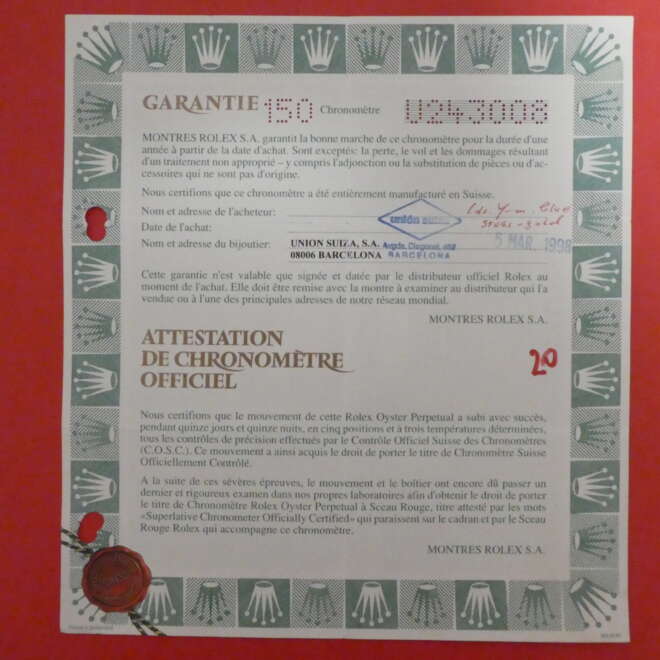 GARANTIE 150 Chronomètre U243008
MONTRES ROLEX S.A. garantit la bonne marche de ce chronomètre pour la durée d'une
année à partir de la date d'achat. Sont exceptés: la perte, le vol et les dommages résultant
d'un traitement non approprié – y compris l'adjonction ou la substitution de pièces ou d'ac-
cessoires qui ne sont pas d'origine.
Nous certifions que ce chronomètre a été entièrement manufacturé en Suisse.
Nom et adresse de l'acheteur:
union suiza
Date de l'achat:
5 MAR. 1998
Nom et adresse du bijoutier: UNION SUIZA, S.A. Avgda. Diagonal,
08006 BARCELONA BARCELONA
Cette garantie n'est valable que signée et datée par le distributeur officiel Rolex au
moment de l'achat. Elle doit être remise avec la montre à examiner au distributeur qui l'a
vendue ou à l'une des principales adresses de notre réseau mondial.
MONTRES ROLEX S.A.
ATTESTATION
DE CHRONOMÈTRE
OFFICIEL
20
Nous certifions que le mouvement de cette Rolex Oyster Perpetual a subi avec succès,
pendant quinze jours et quinze nuits, en cinq positions et à trois températures déterminées,
tous les contrôles de précision effectués par le Contrôle Officiel Suisse des Chronomètres
(C.O.S.C.). Ce mouvement a ainsi acquis le droit de porter le titre de Chronomètre Suisse
Officiellement Contrôlé.
A la suite de ces sévères épreuves, le mouvement et le boîtier ont encore dû passer un
dernier et rigoureux examen dans nos propres laboratoires afin d'obtenir le droit de porter
le titre de Chronomètre Rolex Oyster Perpetual à Sceau Rouge, titre attesté par les mots
«Superlative Chronometer Officially Certified» qui paraissent sur le cadran et par le Sceau
Rouge Rolex qui accompagne ce chronomètre.
MONTRES ROLEX S.A.